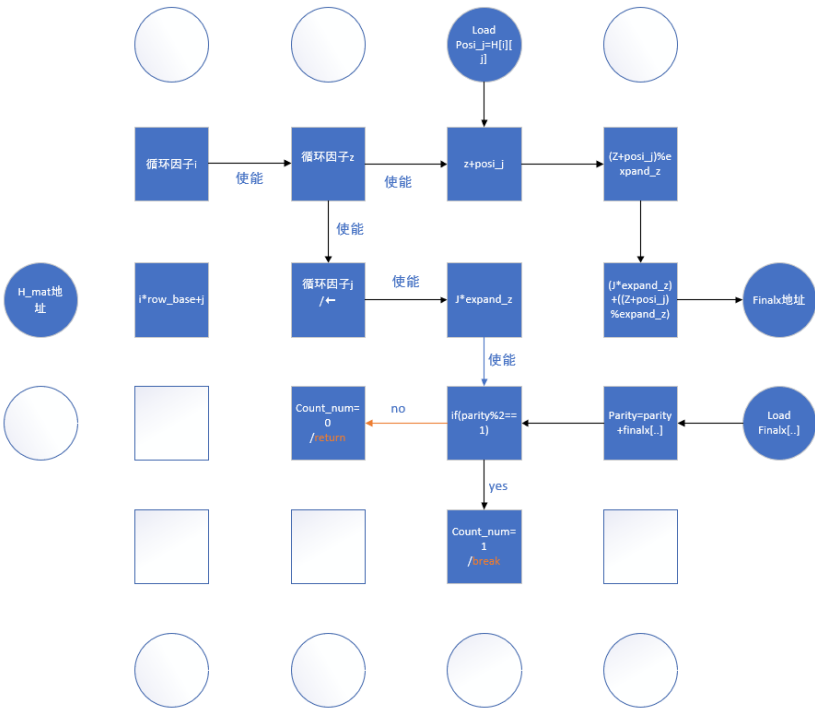 Load
Posi_j=H[i][
j]
循环因子i
使能
循环因子z
使能
z+posi_j
(Z+posi_j)%e
xpand_z
使能
H_mat地
址
i*row_base+j
循环因子j
/←
使能
J*expand_z
(J*expand_z)
+((Z+posi_j)
%expand_z)
Finalx地址
使能
Count_num=
0
/return
no
if(parity%2==
1)
Parity=parity
+finalx[..]
Load
Finalx[..]
yes
Count_num=
1
/break